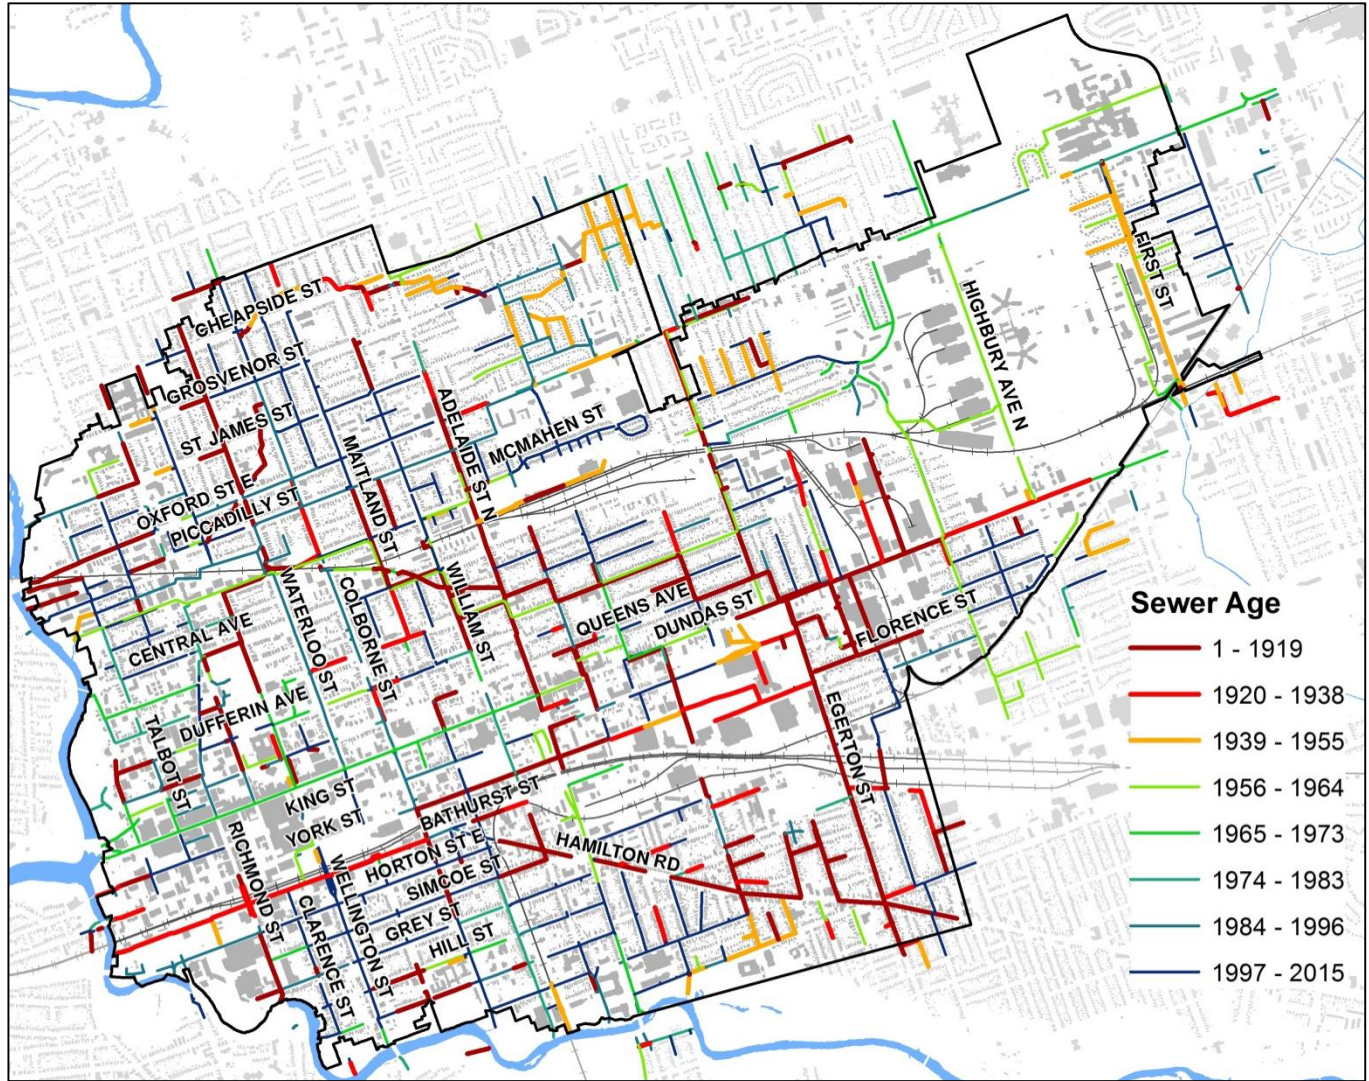 CHEAPSIDE ST
GROSVENOR ST
ST JAMES ST
OXFORD ST E
PICCADILLY ST
MAITLAND ST
ADELAIDE ST N
MCMAHEN ST
HIGHBURY AVE N
FIRST ST
CENTRAL AVE
WATERLOO ST
COLBORNE ST
WILLIAM ST
QUEENS AVE
DUNDAS ST
FLORENCE ST
DUFFERIN AVE
TALBOT ST
KING ST
YORK ST
BATHURST ST
EGERTON ST
RICHMOND ST
HORTON ST E
HAMILTON RD
SIMCOE ST
WELLINGTON ST
CLARENCE ST
GREY ST
HILL ST
Sewer Age
1 - 1919
1920 - 1938
1939 - 1955
1956 - 1964
1965 - 1973
1974 - 1983
1984 - 1996
1997 - 2015